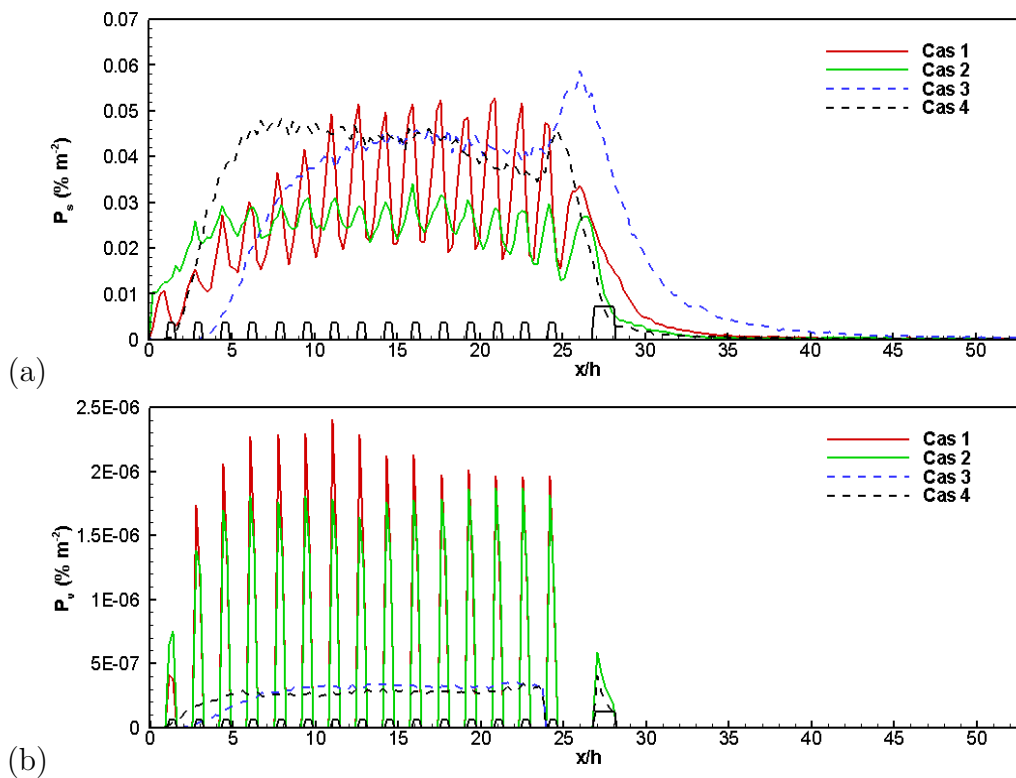 0.07
0.06
0.05
0.04
0.03
0.02
0.01
0
P_s (% m⁻²)
Cas 1
Cas 2
Cas 3
Cas 4
0 5 10 15 20 25 30 35 40 45 50
x/h
(a)
2.5E-06
2E-06
1.5E-06
1E-06
5E-07
0
P_v (% m⁻²)
Cas 1
Cas 2
Cas 3
Cas 4
0 5 10 15 20 25 30 35 40 45 50
x/h
(b)